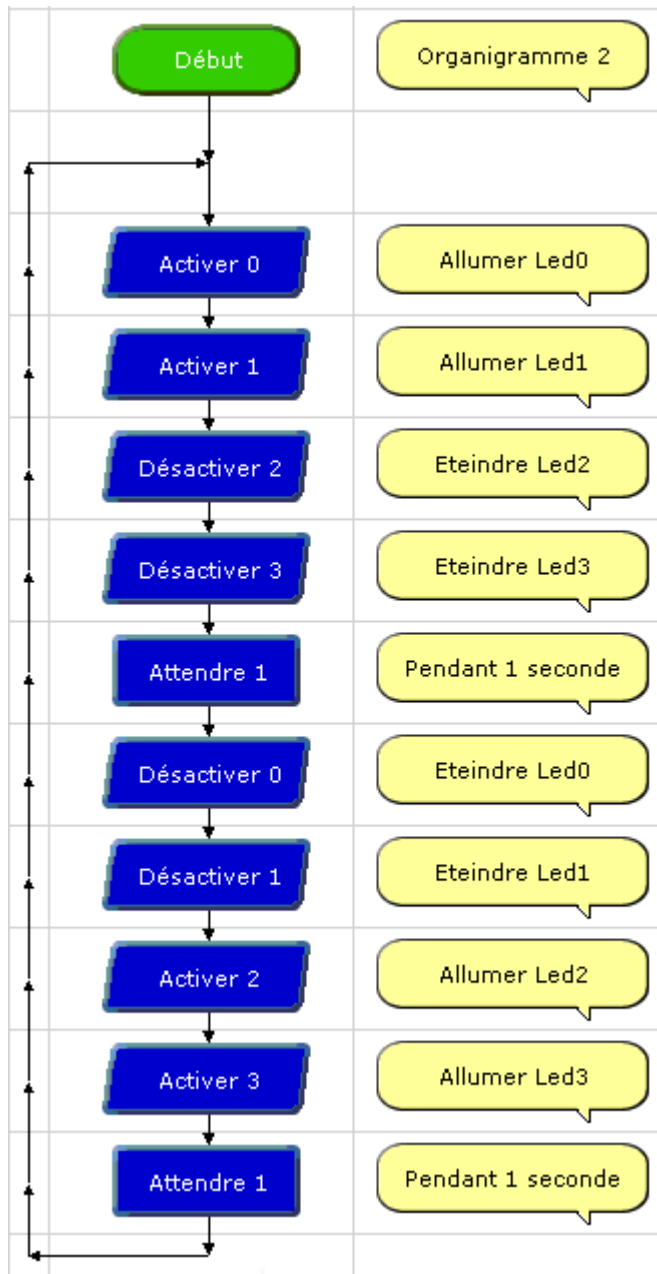 Début
Organigramme 2
Activer 0
Allumer Led0
Activer 1
Allumer Led1
Désactiver 2
Eteindre Led2
Désactiver 3
Eteindre Led3
Attendre 1
Pendant 1 seconde
Désactiver 0
Eteindre Led0
Désactiver 1
Eteindre Led1
Activer 2
Allumer Led2
Activer 3
Allumer Led3
Attendre 1
Pendant 1 seconde